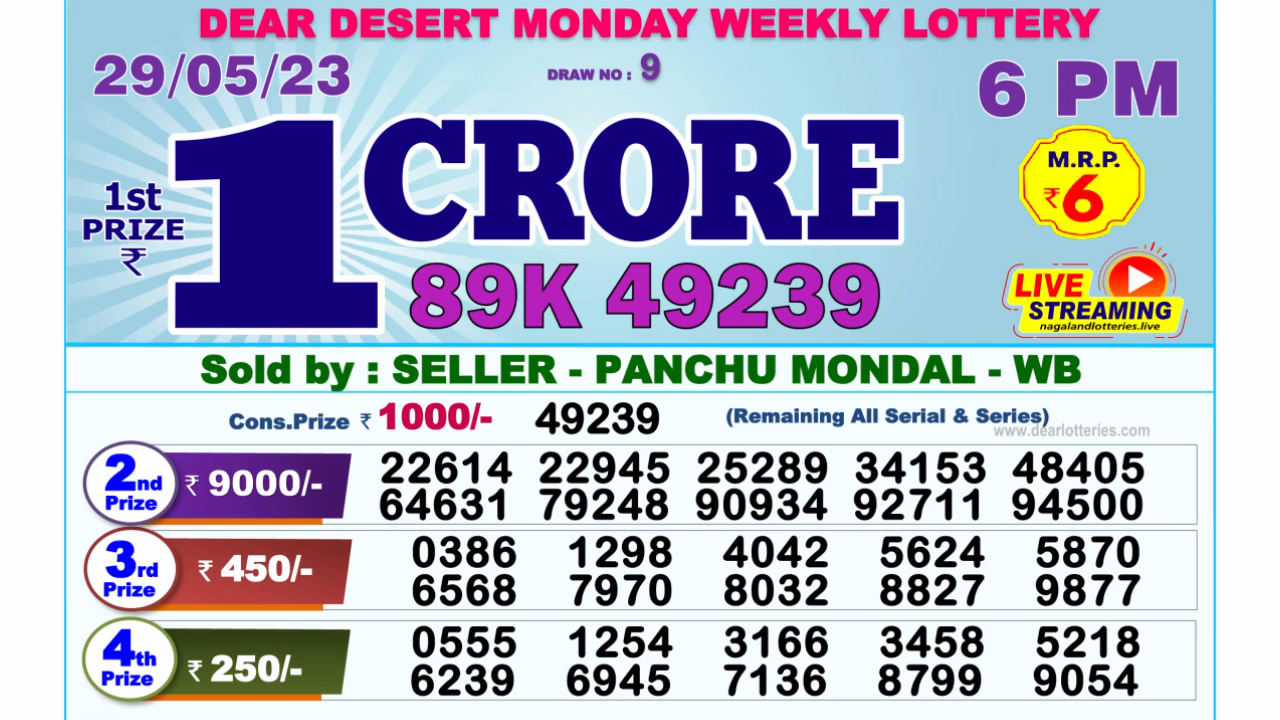 DEAR DESERT MONDAY WEEKLY LOTTERY
29/05/23
DRAW NO : 9
6 PM
1st PRIZE ₹
1 CRORE
M.R.P.
₹6
89K 49239
LIVE
STREAMING
nagalandlotteries.live
Sold by : SELLER - PANCHU MONDAL - WB
Cons.Prize ₹ 1000/- 49239 (Remaining All Serial & Series)
www.dearlotteries.com
2nd Prize ₹ 9000/-
22614 22945 25289 34153 48405
64631 79248 90934 92711 94500
3rd Prize ₹ 450/-
0386 1298 4042 5624 5870
6568 7970 8032 8827 9877
4th Prize ₹ 250/-
0555 1254 3166 3458 5218
6239 6945 7136 8799 9054